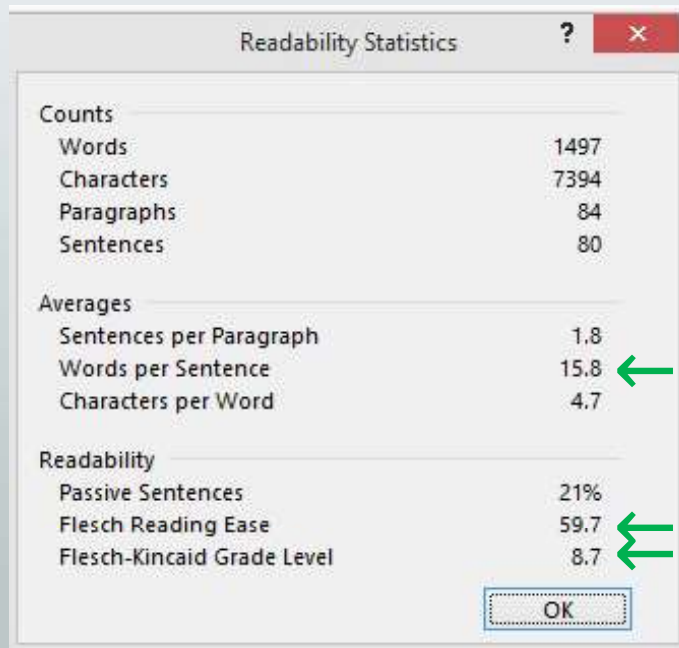 Readability Statistics ? ×
Counts
Words 1497
Characters 7394
Paragraphs 84
Sentences 80
Averages
Sentences per Paragraph 1.8
Words per Sentence 15.8
Characters per Word 4.7
Readability
Passive Sentences 21%
Flesch Reading Ease 59.7
Flesch-Kincaid Grade Level 8.7
OK